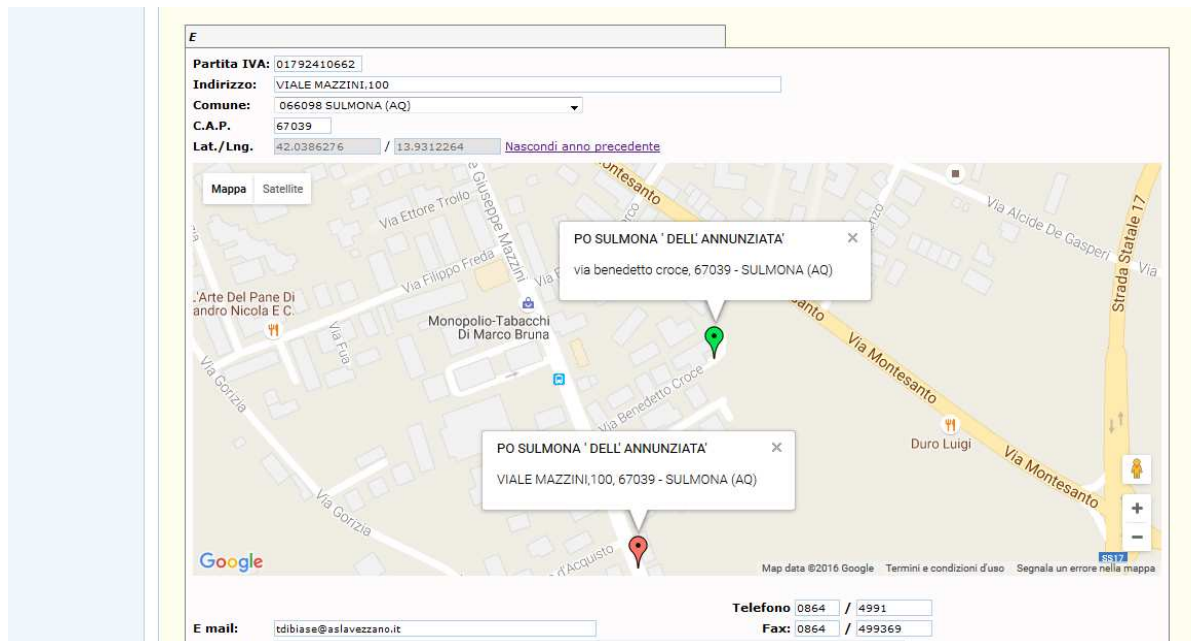 E
Partita IVA: 01792410662
Indirizzo: VIALE MAZZINI,100
Comune: 066098 SULMONA (AQ)
C.A.P. 67039
Lat./Lng. 42.0386276 / 13.9312264 Nascondi anno precedente
Mappa Satellite
ontesanto
Giuseppe Mazzini
Via Ettore Troilo
Via Alcide De Gasperi
Strada Statale 17
Via
PO SULMONA ' DELL' ANNUNZIATA'
via benedetto croce, 67039 - SULMONA (AQ)
Via Filippo Freda
L'Arte Del Pane Di
andro Nicola E C.
Monopolio-Tabacchi
Di Marco Bruna
Via Fua
Via Gorizia
Via Montesanto
Via Benedetto Croce
Duro Luigi
PO SULMONA ' DELL' ANNUNZIATA'
VIALE MAZZINI,100, 67039 - SULMONA (AQ)
Via Montesanto
Via Gorizia
d'Acquisto
SS17
Google
Map data ©2016 Google Termini e condizioni d'uso Segnala un errore nella mappa
Telefono 0864 / 4991
E mail: tdibiase@aslavezzano.it Fax: 0864 / 499369